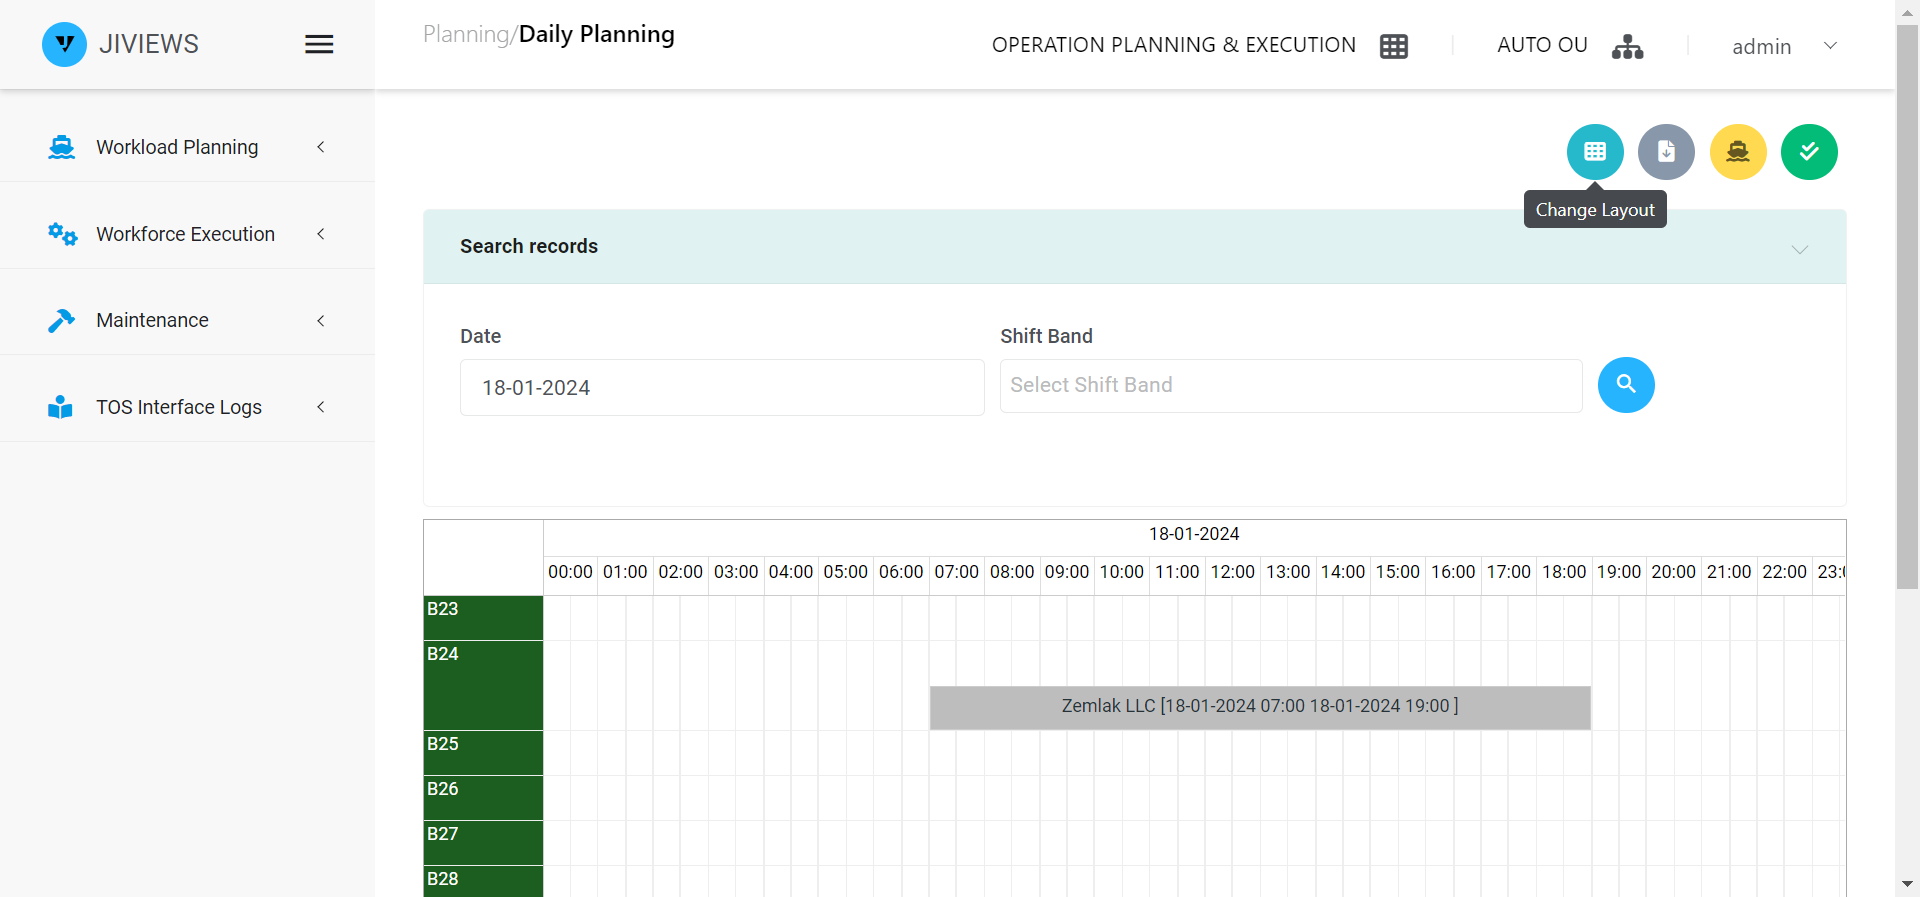 JIVIEWS
Planning/Daily Planning
OPERATION PLANNING & EXECUTION
AUTO OU
admin
Workload Planning
Workforce Execution
Maintenance
TOS Interface Logs
Change Layout
Search records
Date
Shift Band
18-01-2024
Select Shift Band
18-01-2024
00:00 01:00 02:00 03:00 04:00 05:00 06:00 07:00 08:00 09:00 10:00 11:00 12:00 13:00 14:00 15:00 16:00 17:00 18:00 19:00 20:00 21:00 22:00
B23
B24
Zemlak LLC [18-01-2024 07:00 18-01-2024 19:00 ]
B25
B26
B27
B28